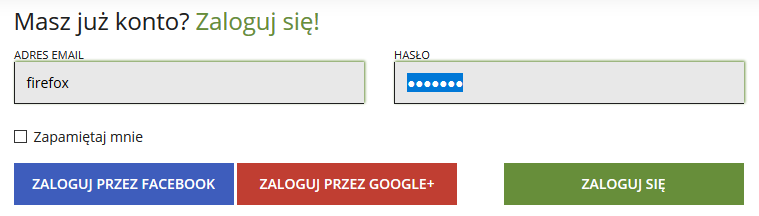 Masz już konto? Zaloguj się!
ADRES EMAIL
HASŁO
firefox
•••••••
Zapamiętaj mnie
ZALOGUJ PRZEZ FACEBOOK
ZALOGUJ PRZEZ GOOGLE+
ZALOGUJ SIĘ